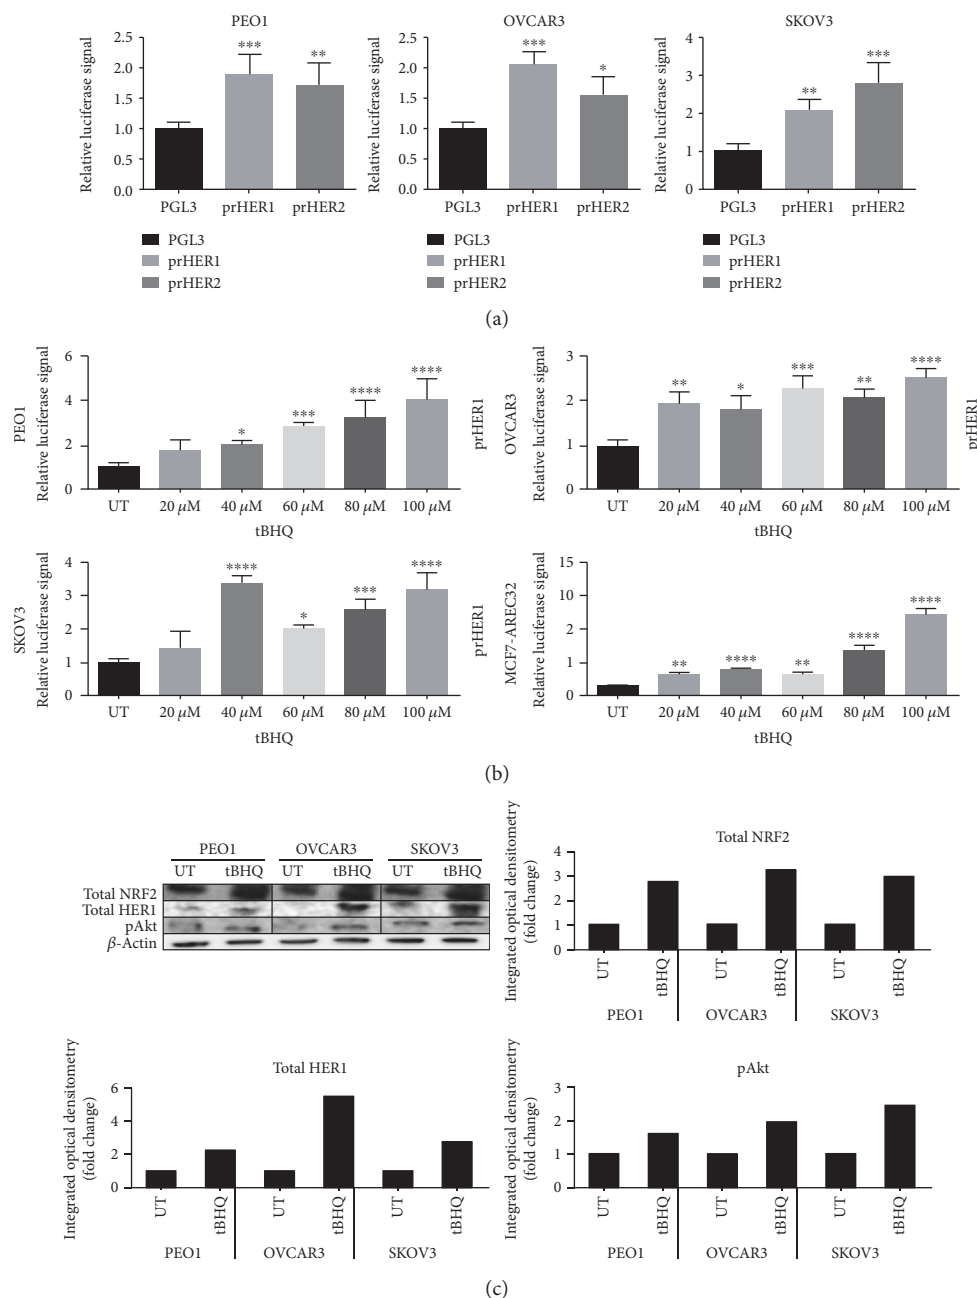 PEO1
Relative luciferase signal
2.5
2.0
1.5
1.0
0.5
0.0
*** **
PGL3 prHER1 prHER2
PGL3
prHER1
prHER2
OVCAR3
Relative luciferase signal
2.5
2.0
1.5
1.0
0.5
0.0
*** *
PGL3 prHER1 prHER2
PGL3
prHER1
prHER2
SKOV3
Relative luciferase signal
4
3
2
1
0
** ***
PGL3 prHER1 prHER2
PGL3
prHER1
prHER2
(a)
PEO1
Relative luciferase signal
6
4
2
0
* *** **** ****
UT 20 μM 40 μM 60 μM 80 μM 100 μM
tBHQ
prHER1
OVCAR3
Relative luciferase signal
3
2
1
0
** * *** ** ****
UT 20 μM 40 μM 60 μM 80 μM 100 μM
tBHQ
prHER1
SKOV3
Relative luciferase signal
4
3
2
1
0
**** * *** ****
UT 20 μM 40 μM 60 μM 80 μM 100 μM
tBHQ
prHER1
MCF7-AREC32
Relative luciferase signal
15
10
2
1
0
** **** ** **** ****
UT 20 μM 40 μM 60 μM 80 μM 100 μM
tBHQ
(b)
PEO1 OVCAR3 SKOV3
UT tBHQ UT tBHQ UT tBHQ
Total NRF2
Total HER1
pAkt
β-Actin
Total NRF2
Integrated optical densitometry
(fold change)
4
3
2
1
0
UT tBHQ UT tBHQ UT tBHQ
PEO1 OVCAR3 SKOV3
Total HER1
Integrated optical densitometry
(fold change)
6
4
2
0
UT tBHQ UT tBHQ UT tBHQ
PEO1 OVCAR3 SKOV3
pAkt
Integrated optical densitometry
(fold change)
3
2
1
0
UT tBHQ UT tBHQ UT tBHQ
PEO1 OVCAR3 SKOV3
(c)